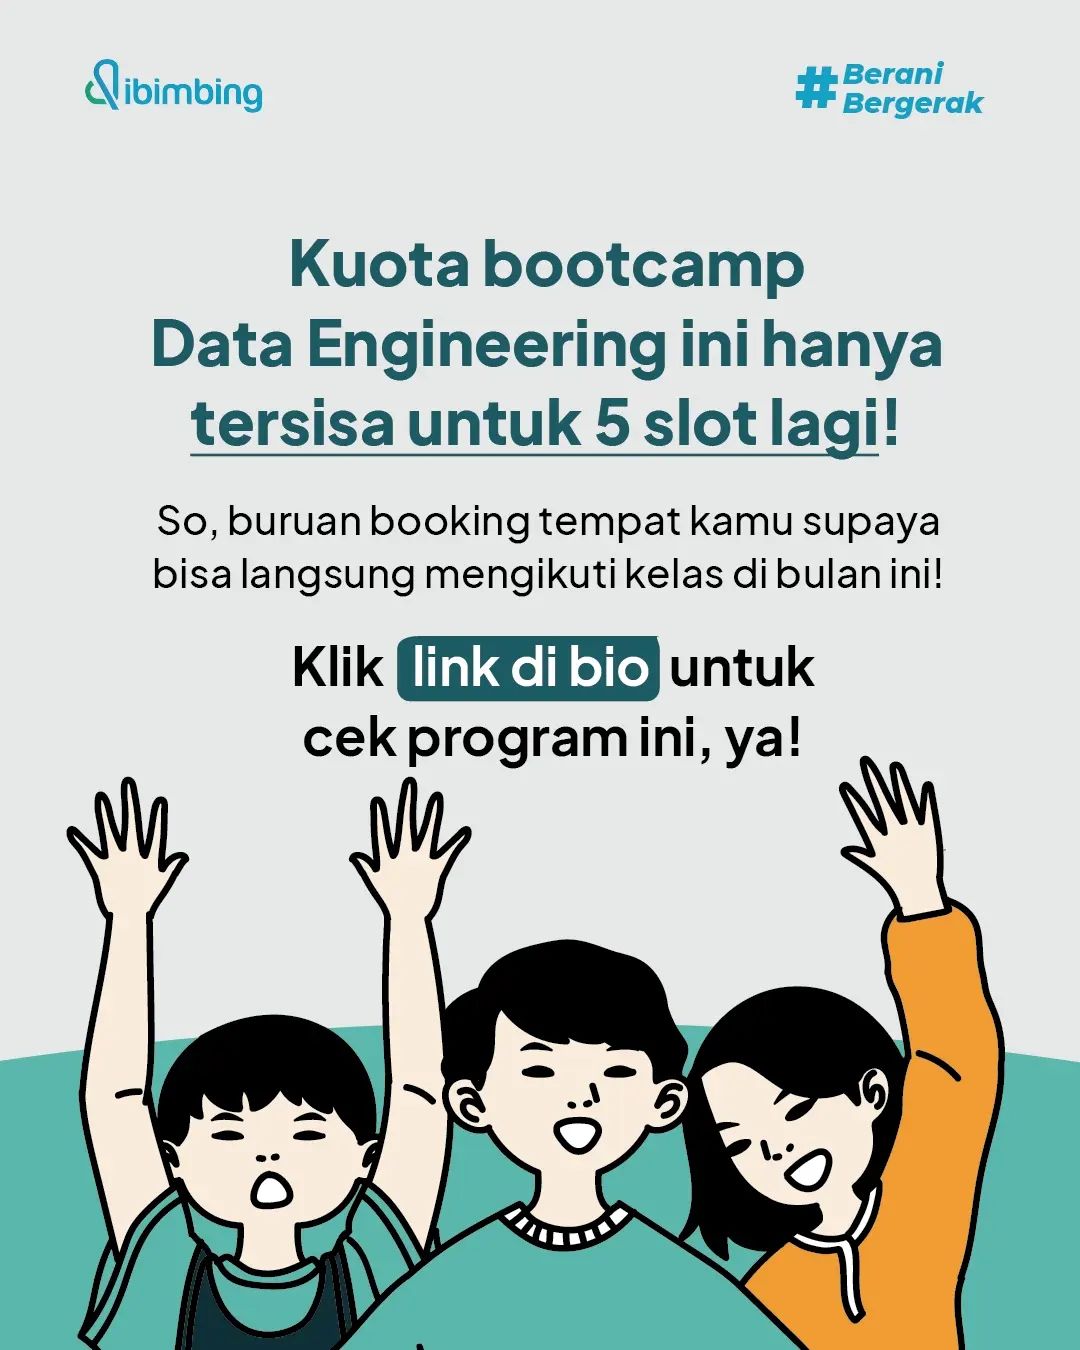 dibimbing
#Berani
Bergerak
Kuota bootcamp
Data Engineering ini hanya
tersisa untuk 5 slot lagi!
So, buruan booking tempat kamu supaya
bisa langsung mengikuti kelas di bulan ini!
Klik link di bio untuk
cek program ini, ya!